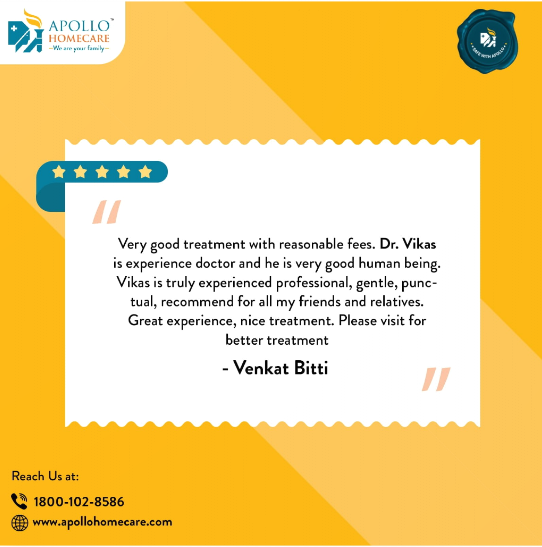 APOLLO™
HOMECARE
We are your family
SAFE WITH APOLLO
“
Very good treatment with reasonable fees. Dr. Vikas
is experience doctor and he is very good human being.
Vikas is truly experienced professional, gentle, punc-
tual, recommend for all my friends and relatives.
Great experience, nice treatment. Please visit for
better treatment
- Venkat Bitti
”
Reach Us at:
1800-102-8586
www.apollohomecare.com